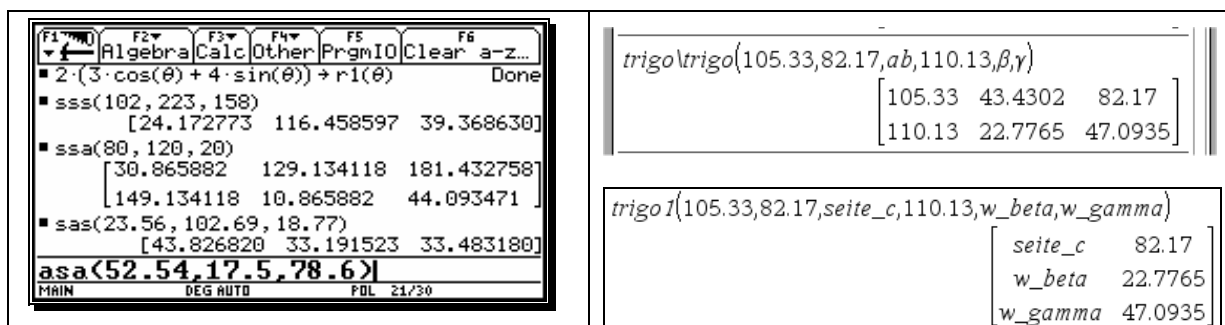 F1 F2 F3 F4 F5 F6
Algebra Calc Other PrgmIO Clear a-z…
▪ 2·(3·cos(θ) + 4·sin(θ)) → r1(θ) Done
▪ sss(102, 223, 158)
[24.172773 116.458597 39.368630]
▪ ssa(80, 120, 20)
[30.865882 129.134118 181.432758
149.134118 10.865882 44.093471]
▪ sas(23.56, 102.69, 18.77)
[43.826820 33.191523 33.483180]
asa(52.54,17.5,78.6)
MAIN DEG AUTO POL 21/30
trigo\trigo(105.33,82.17,ab,110.13,β,γ)
[105.33 43.4302 82.17
110.13 22.7765 47.0935]
trigo1(105.33,82.17,seite_c,110.13,w_beta,w_gamma)
[seite_c 82.17
w_beta 22.7765
w_gamma 47.0935]